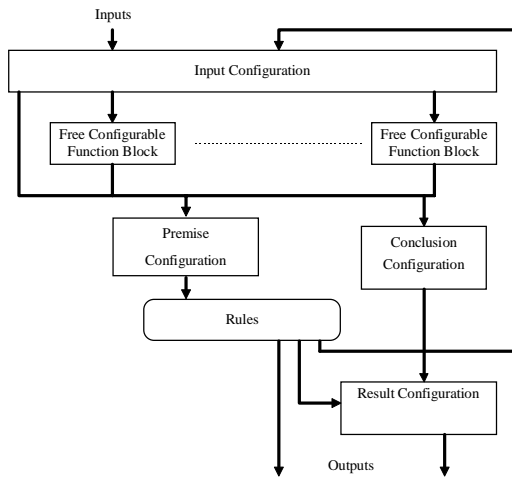 Inputs
Input Configuration
Free Configurable
Function Block
Free Configurable
Function Block
Premise
Configuration
Conclusion
Configuration
Rules
Result Configuration
Outputs